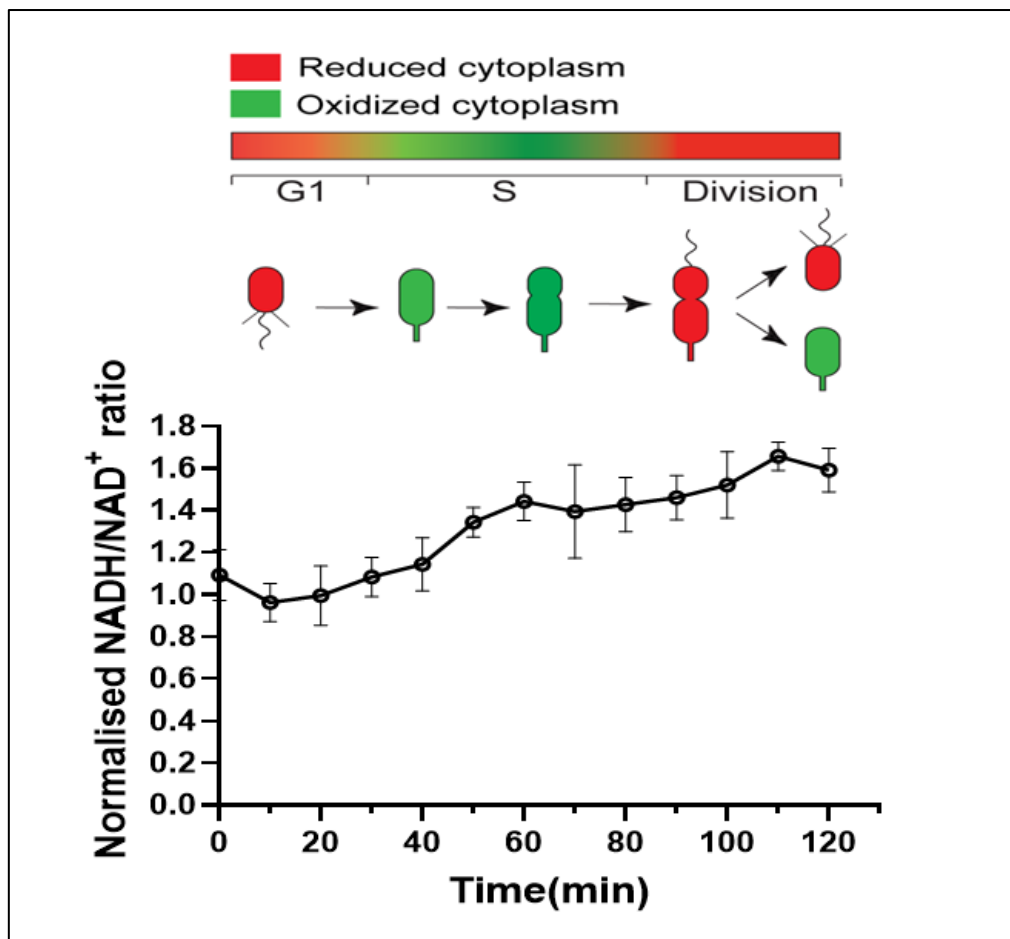 Reduced cytoplasm
Oxidized cytoplasm
G1 S Division
Normalised NADH/NAD⁺ ratio
1.8
1.6
1.4
1.2
1.0
0.8
0.6
0.4
0.2
0.0
0 20 40 60 80 100 120
Time(min)